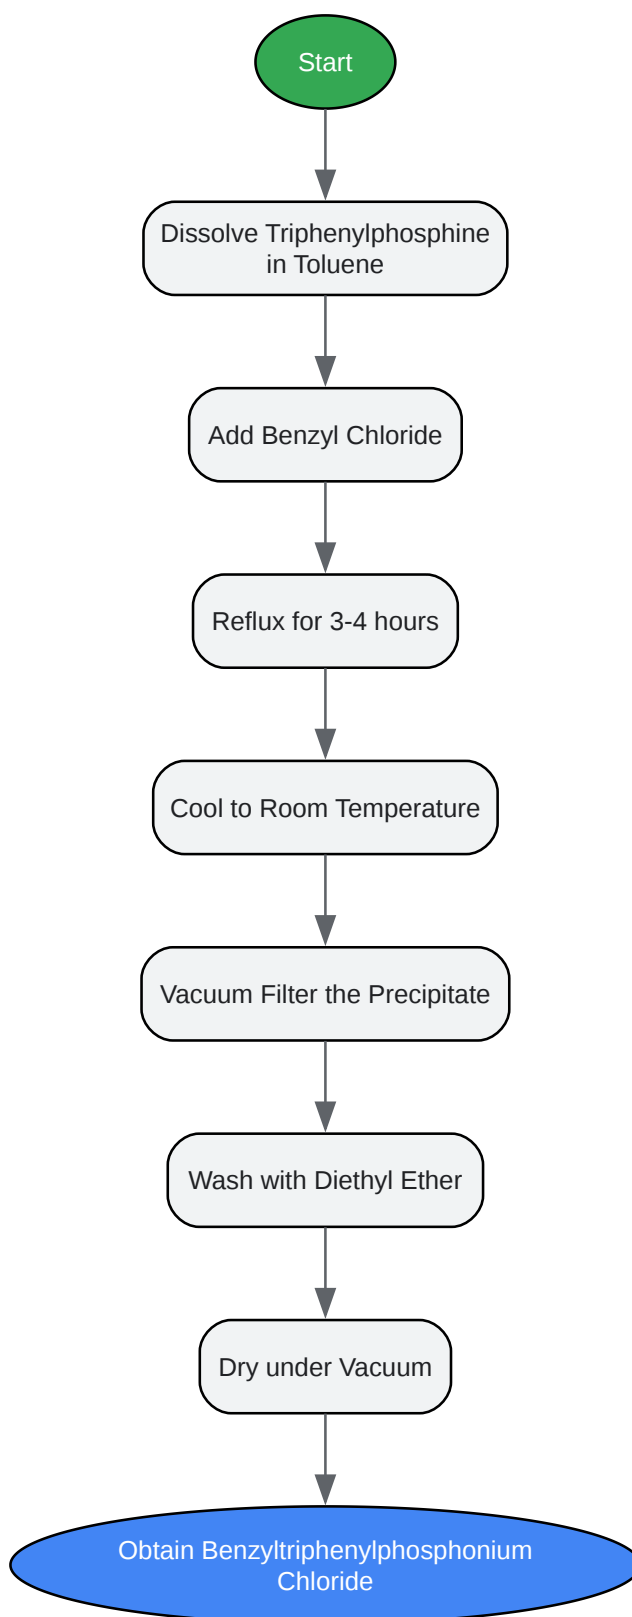 Start
Dissolve Triphenylphosphine
in Toluene
Add Benzyl Chloride
Reflux for 3-4 hours
Cool to Room Temperature
Vacuum Filter the Precipitate
Wash with Diethyl Ether
Dry under Vacuum
Obtain Benzyltriphenylphosphonium
Chloride